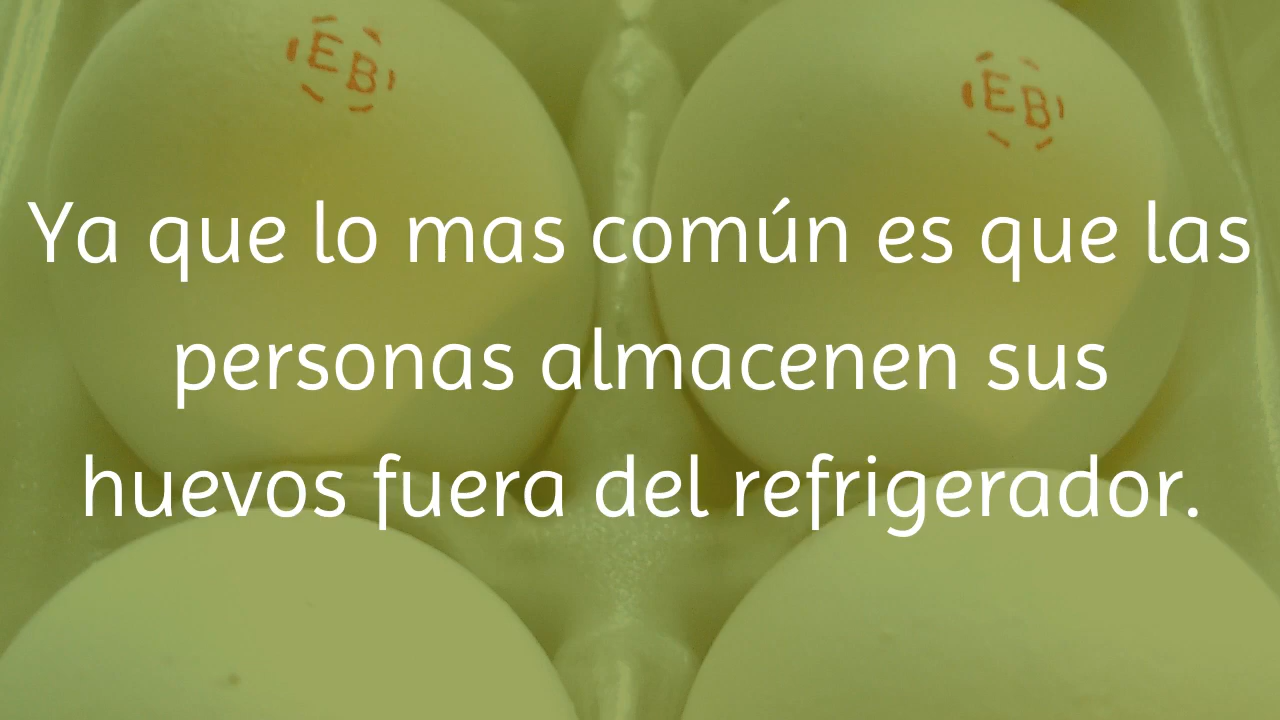 EB EB
Ya que lo mas común es que las
personas almacenen sus
huevos fuera del refrigerador.